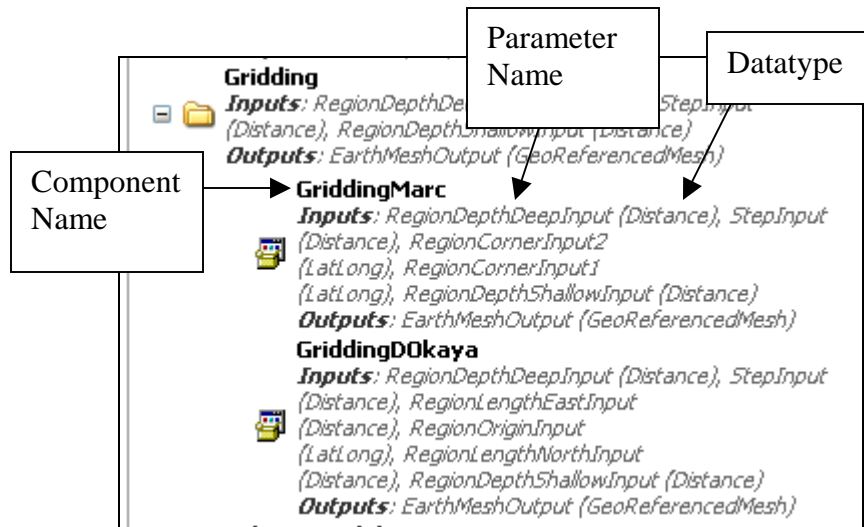 Parameter
Name
Datatype
Gridding
Inputs: RegionDepthDe StepInput
(Distance), RegionDepthShallowInput (Distance)
Outputs: EarthMeshOutput (GeoReferencedMesh)
Component
Name
GriddingMarc
Inputs: RegionDepthDeepInput (Distance), StepInput
(Distance), RegionCornerInput2
(LatLong), RegionCornerInput1
(LatLong), RegionDepthShallowInput (Distance)
Outputs: EarthMeshOutput (GeoReferencedMesh)
GriddingDOkaya
Inputs: RegionDepthDeepInput (Distance), StepInput
(Distance), RegionLengthEastInput
(Distance), RegionOriginInput
(LatLong), RegionLengthNorthInput
(Distance), RegionDepthShallowInput (Distance)
Outputs: EarthMeshOutput (GeoReferencedMesh)